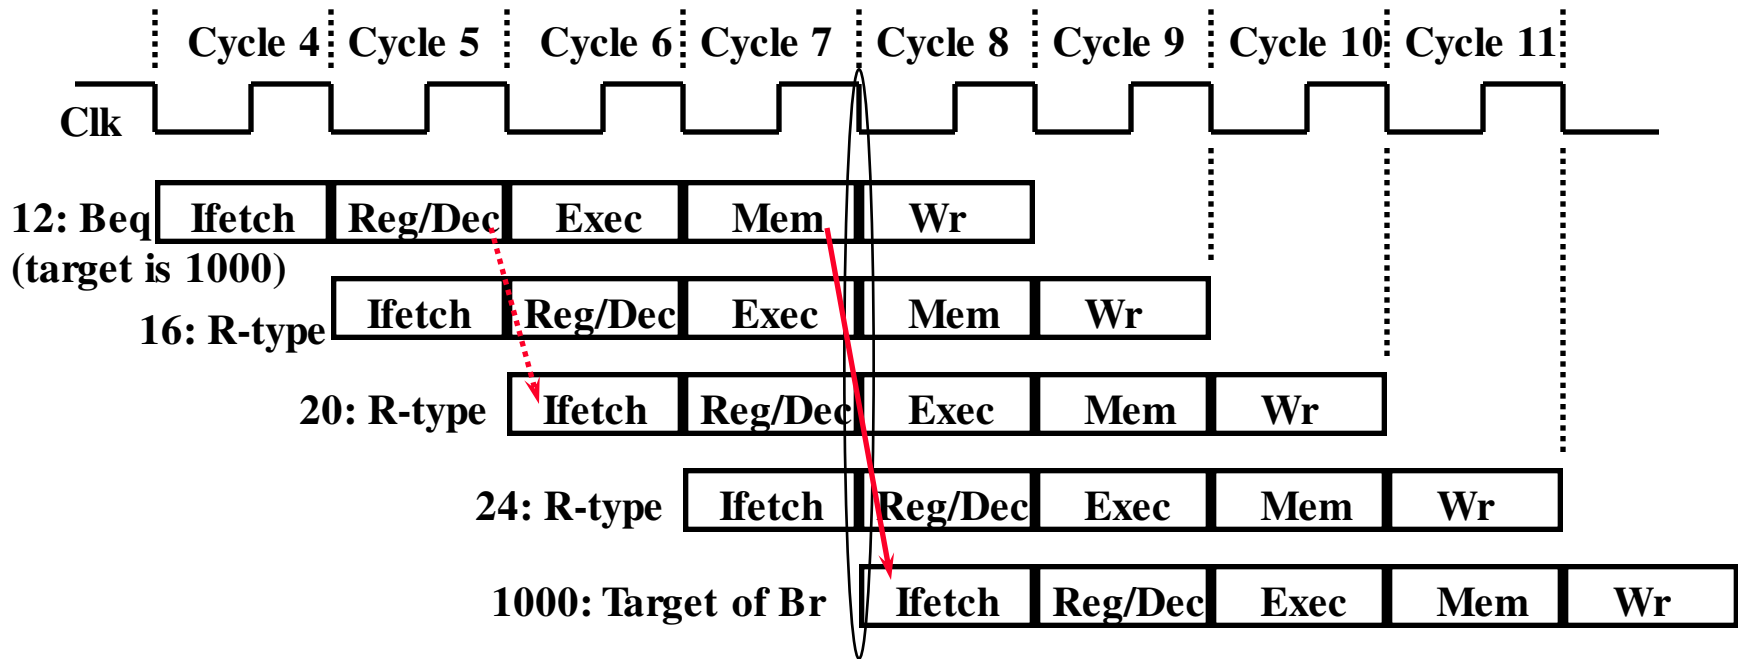 Cycle 4 Cycle 5 Cycle 6 Cycle 7 Cycle 8 Cycle 9 Cycle 10 Cycle 11
Clk
12: Beq Ifetch Reg/Dec Exec Mem Wr
(target is 1000)
16: R-type Ifetch Reg/Dec Exec Mem Wr
20: R-type Ifetch Reg/Dec Exec Mem Wr
24: R-type Ifetch Reg/Dec Exec Mem Wr
1000: Target of Br Ifetch Reg/Dec Exec Mem Wr